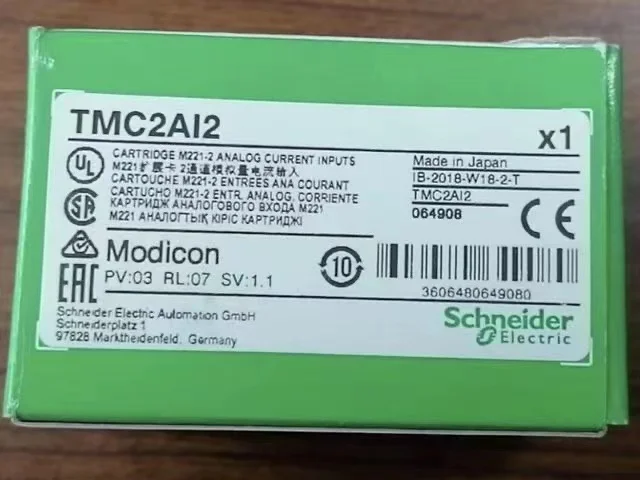 TMC2AI2
x1
UL
CARTRIDGE M221-2 ANALOG CURRENT INPUTS
M221扩展卡 2通道模拟量电流输入
CARTOUCHE M221-2 ENTREES ANA COURANT
CARTUCHO M221-2 ENTR. ANALOG. CORRIENTE
КАРТРИДЖ АНАЛОГОВОГО ВХОДА M221
M221 АНАЛОГТЫҚ КІРІС КАРТРИДЖІ
Made in Japan
IB-2018-W18-2-T
TMC2AI2
064908
CE
Modicon
PV:03 RL:07 SV:1.1
10
3606480649080
EAC
Schneider Electric Automation GmbH
Schneiderplatz 1
97828 Marktheidenfeld, Germany
Schneider
Electric